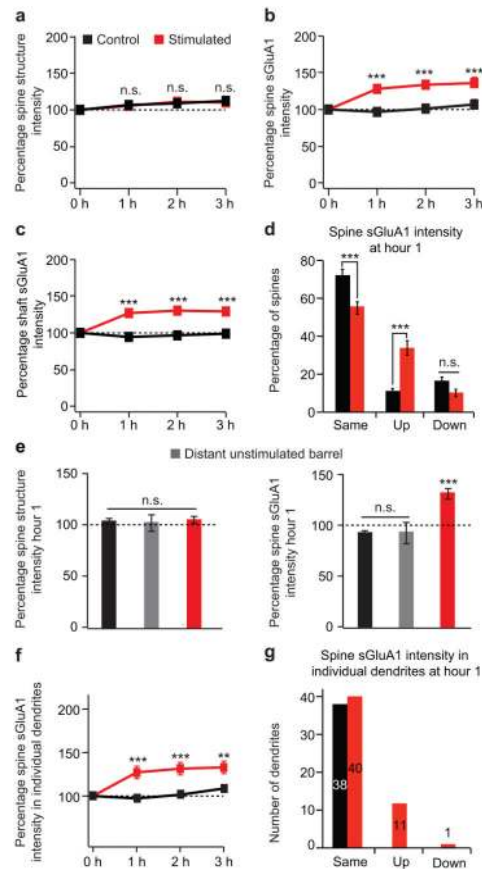 a
Control
Stimulated
Percentage spine structure
intensity
200
150
100
50
0
n.s.
n.s.
n.s.
0 h
1 h
2 h
3 h
b
Percentage spine sGluA1
intensity
200
150
100
50
0
***
***
***
0 h
1 h
2 h
3 h
c
Percentage shaft sGluA1
intensity
200
150
100
50
0
***
***
***
0 h
1 h
2 h
3 h
d
Spine sGluA1 intensity
at hour 1
Percentage of spines
80
60
40
20
0
***
***
n.s.
Same
Up
Down
e
Distant unstimulated barrel
Percentage spine structure
intensity hour 1
150
100
50
n.s.
Percentage spine sGluA1
intensity hour 1
150
100
50
n.s.
***
f
Percentage spine sGluA1
intensity in individual dendrites
200
150
100
50
0
***
***
**
0 h
1 h
2 h
3 h
g
Spine sGluA1 intensity in
individual dendrites at hour 1
Number of dendrites
40
30
20
10
0
38
40
11
1
Same
Up
Down